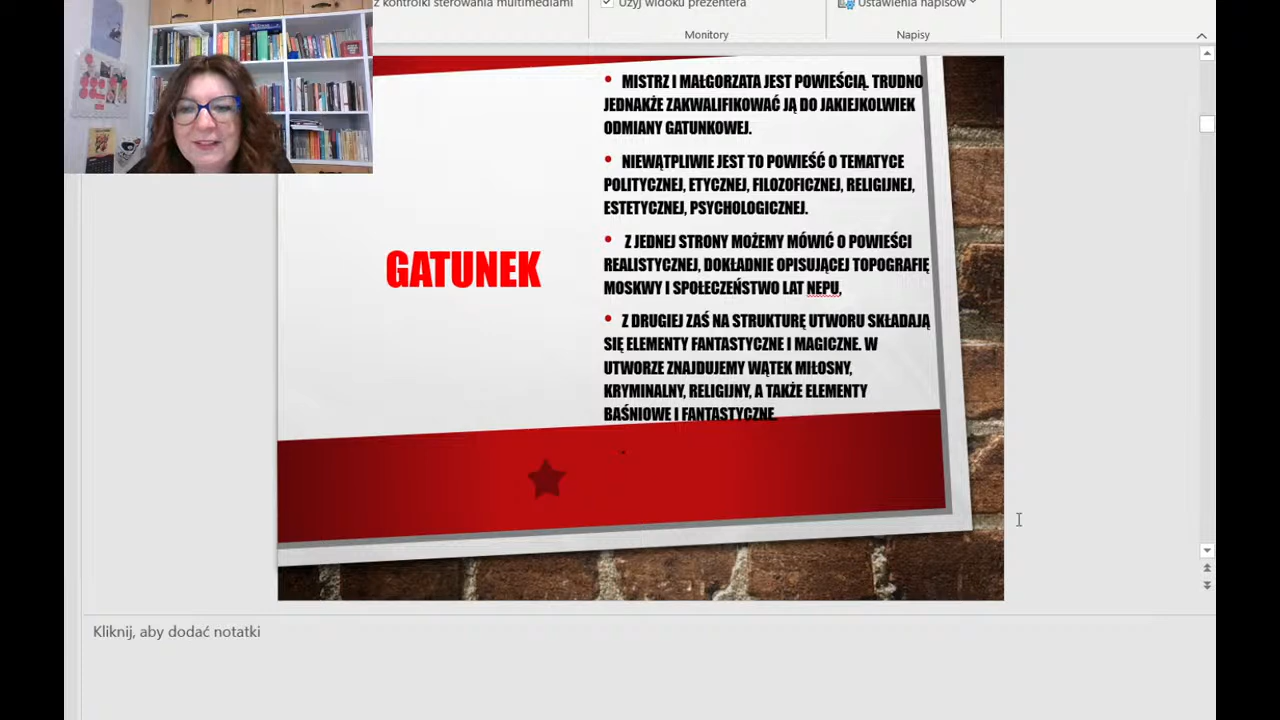 z kontrolki sterowania multimediami
Użyj widoku prezentera
Ustawienia napisów
Monitory
Napisy
GATUNEK
• MISTRZ I MAŁGORZATA JEST POWIEŚCIĄ. TRUDNO
JEDNAKŻE ZAKWALIFIKOWAĆ JĄ DO JAKIEJKOLWIEK
ODMIANY GATUNKOWEJ.
• NIEWĄTPLIWIE JEST TO POWIEŚĆ O TEMATYCE
POLITYCZNEJ, ETYCZNEJ, FILOZOFICZNEJ, RELIGIJNEJ,
ESTETYCZNEJ, PSYCHOLOGICZNEJ.
• Z JEDNEJ STRONY MOŻEMY MÓWIĆ O POWIEŚCI
REALISTYCZNEJ, DOKŁADNIE OPISUJĄCEJ TOPOGRAFIĘ
MOSKWY I SPOŁECZEŃSTWO LAT NEPU,
• Z DRUGIEJ ZAŚ NA STRUKTURĘ UTWORU SKŁADAJĄ
SIĘ ELEMENTY FANTASTYCZNE I MAGICZNE. W
UTWORZE ZNAJDUJEMY WĄTEK MIŁOSNY,
KRYMINALNY, RELIGIJNY, A TAKŻE ELEMENTY
BAŚNIOWE I FANTASTYCZNE.
Kliknij, aby dodać notatki